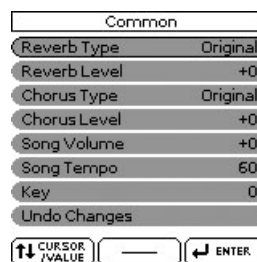 Common
Reverb Type Original
Reverb Level +0
Chorus Type Original
Chorus Level +0
Song Volume +0
Song Tempo 60
Key 0
Undo Changes
CURSOR
/VALUE
ENTER